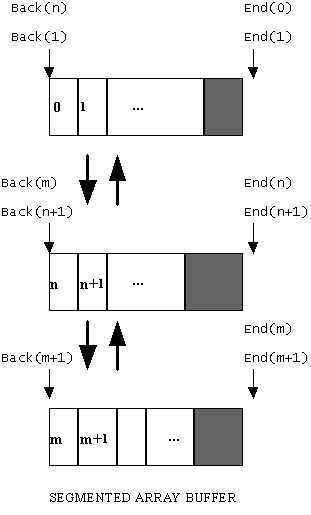 Back(n) End(0)
Back(1) End(1)
0 1 ...
Back(m) End(n)
Back(n+1) End(n+1)
n n+1 ...
End(m)
Back(m+1) End(m+1)
m m+1 ...
SEGMENTED ARRAY BUFFER